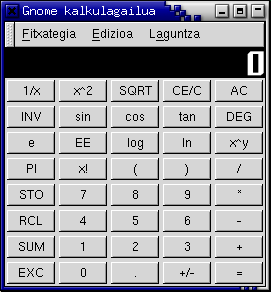 Gnome kalkulagailua
Fitxategia Edizioa Laguntza
0
1/x x^2 SQRT CE/C AC
INV sin cos tan DEG
e EE log ln x^y
PI x! ( ) /
STO 7 8 9 *
RCL 4 5 6 -
SUM 1 2 3 +
EXC 0 . +/- =